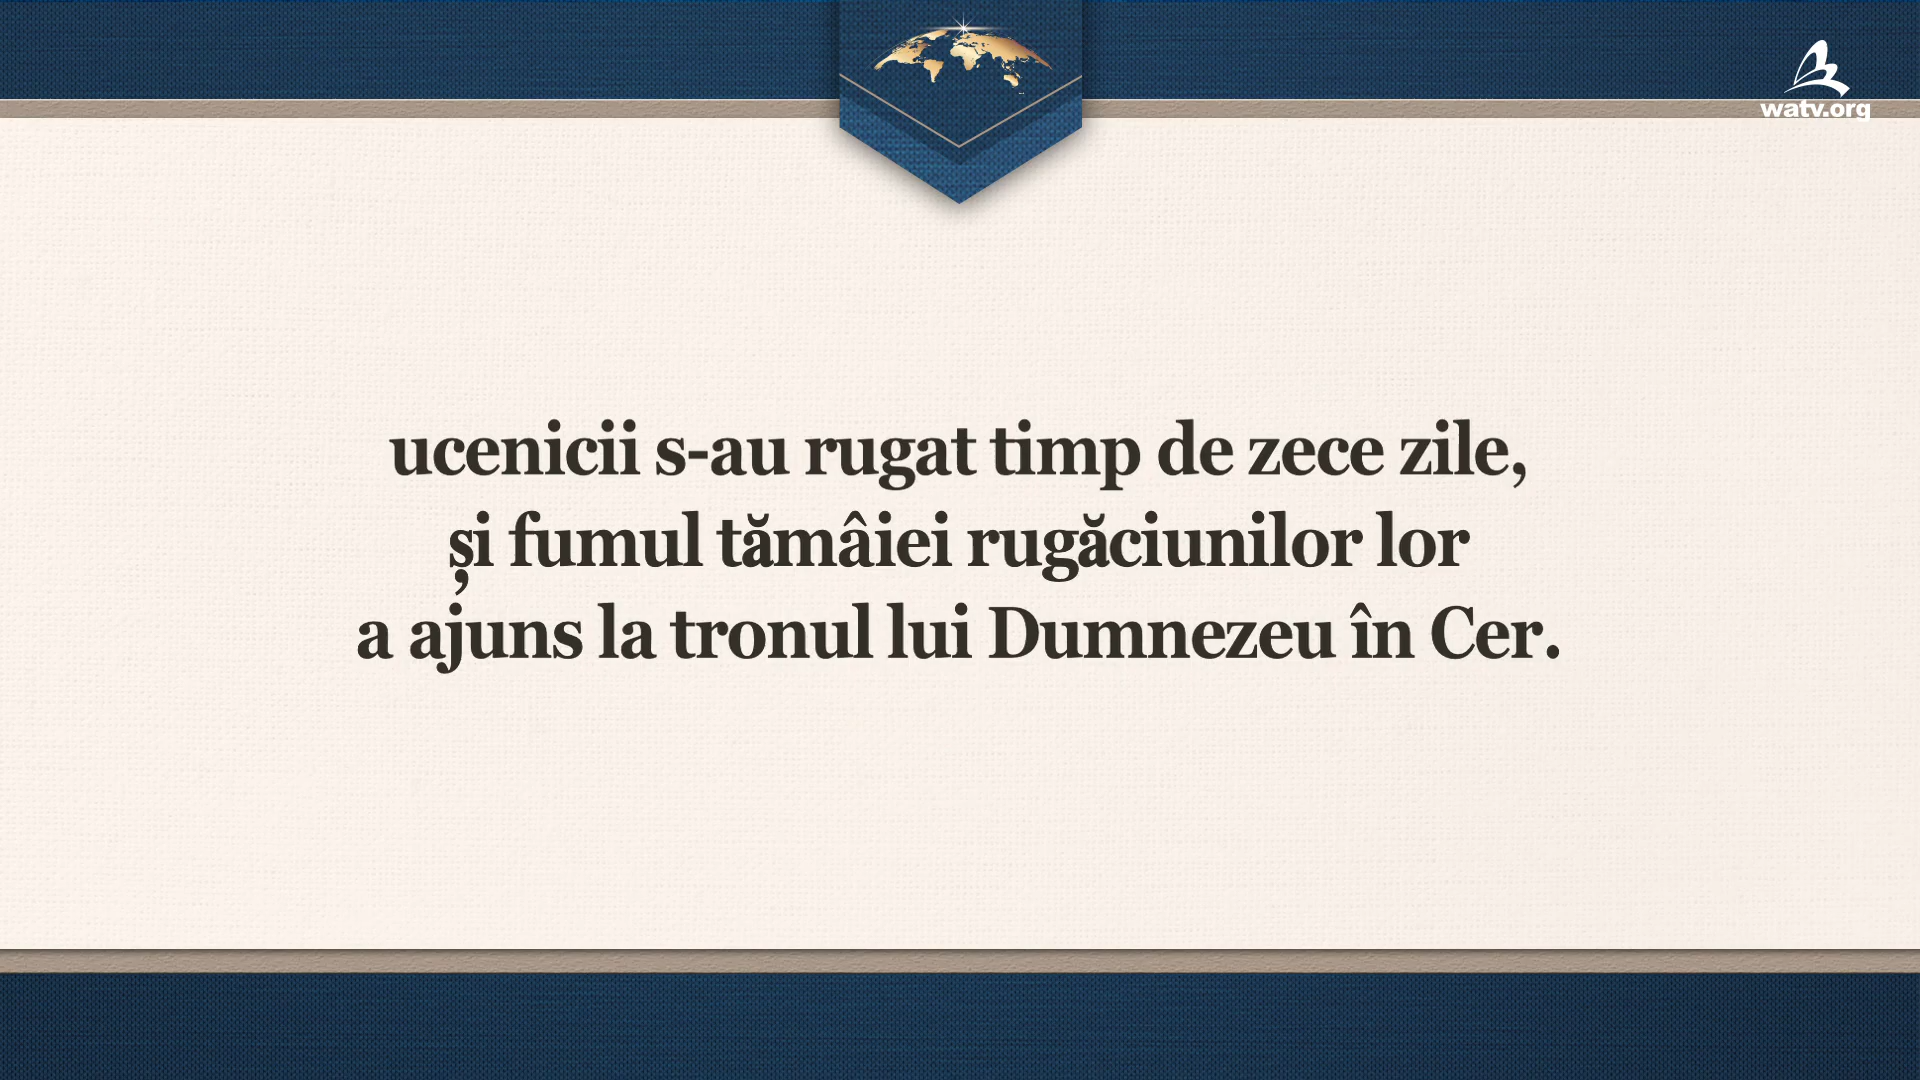 watv.org
ucenicii s-au rugat timp de zece zile,
și fumul tămâiei rugăciunilor lor
a ajuns la tronul lui Dumnezeu în Cer.